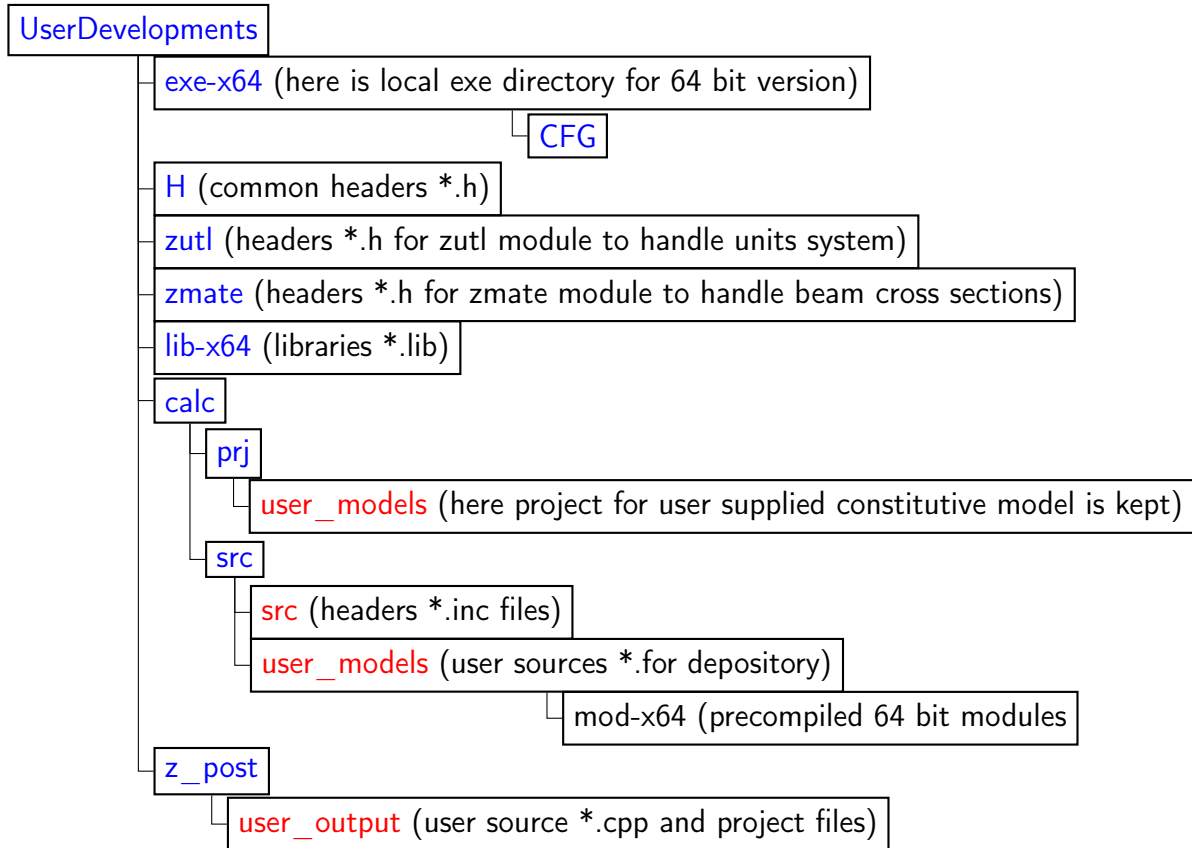 UserDevelopments
exe-x64 (here is local exe directory for 64 bit version)
CFG
H (common headers *.h)
zutl (headers *.h for zutl module to handle units system)
zmate (headers *.h for zmate module to handle beam cross sections)
lib-x64 (libraries *.lib)
calc
prj
user_models (here project for user supplied constitutive model is kept)
src
src (headers *.inc files)
user_models (user sources *.for depository)
mod-x64 (precompiled 64 bit modules
z_post
user_output (user source *.cpp and project files)